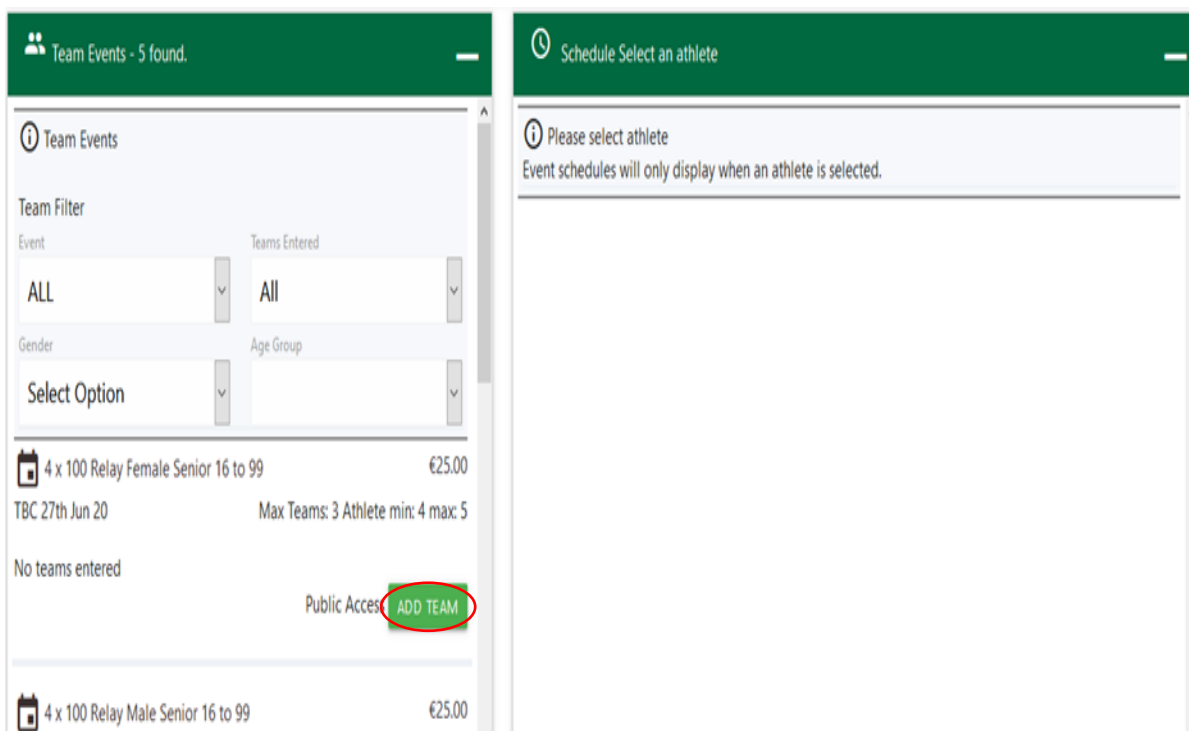 Team Events - 5 found.
Team Events
Team Filter
Event
Teams Entered
ALL
All
Gender
Age Group
Select Option
4 x 100 Relay Female Senior 16 to 99 €25.00
TBC 27th Jun 20 Max Teams: 3 Athlete min: 4 max: 5
No teams entered
Public Access ADD TEAM
4 x 100 Relay Male Senior 16 to 99 €25.00
Schedule Select an athlete
Please select athlete
Event schedules will only display when an athlete is selected.